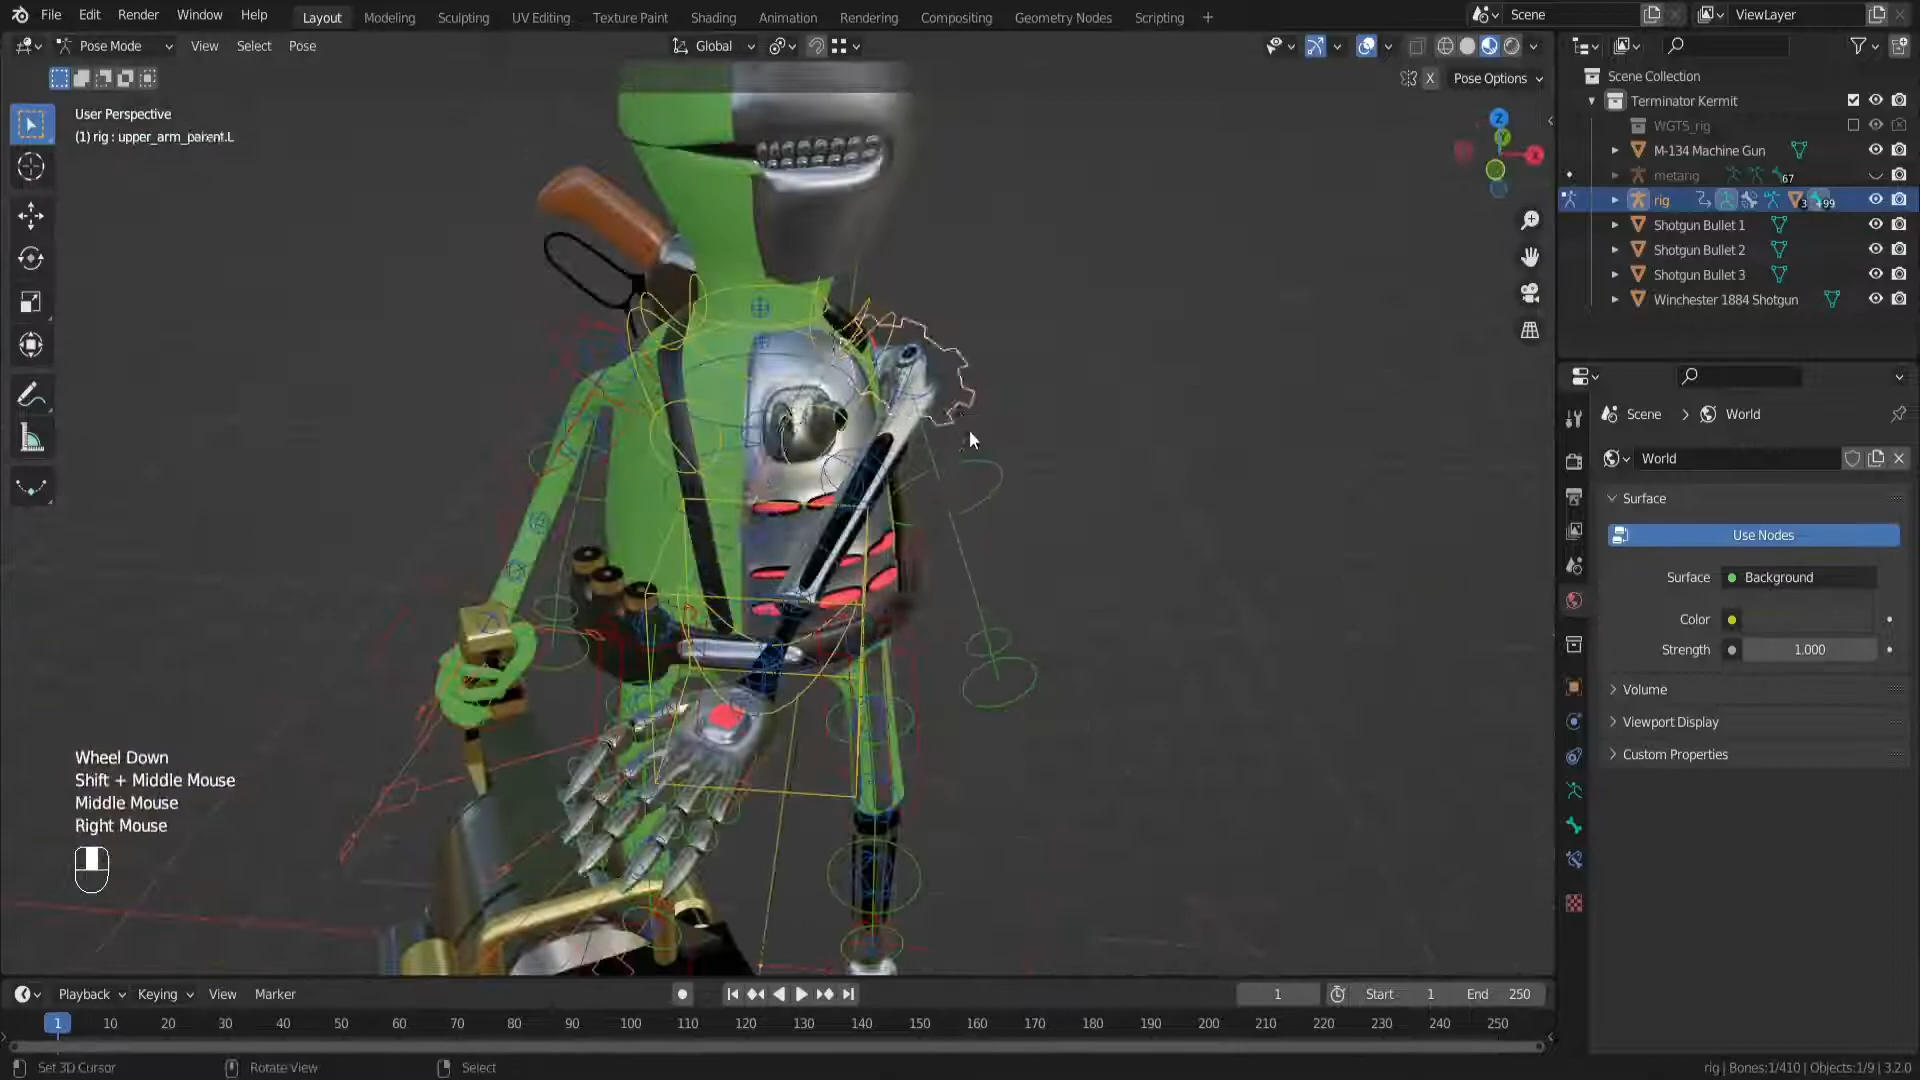 File Edit Render Window Help Layout Modeling Sculpting UV Editing Texture Paint Shading Animation Rendering Compositing Geometry Nodes Scripting + Scene ViewLayer
Pose Mode View Select Pose Global
X Pose Options
User Perspective
(1) rig : upper_arm_parent.L
Z
Y
X
Scene Collection
Terminator Kermit
WGTS_rig
M-134 Machine Gun
metarig 67
rig 3 99
Shotgun Bullet 1
Shotgun Bullet 2
Shotgun Bullet 3
Winchester 1884 Shotgun
Scene > World
World
Surface
Use Nodes
Surface Background
Color
Strength 1.000
Volume
Viewport Display
Custom Properties
Wheel Down
Shift + Middle Mouse
Middle Mouse
Right Mouse
Playback Keying View Marker 1 Start 1 End 250
1 10 20 30 40 50 60 70 80 90 100 110 120 130 140 150 160 170 180 190 200 210 220 230 240 250
Set 3D Cursor Rotate View Select rig | Bones:1/410 | Objects:1/9 | 3.2.0